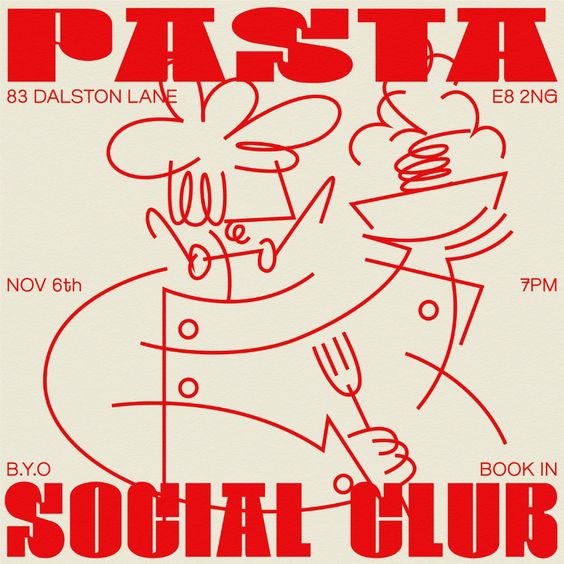 PASTA
83 DALSTON LANE
E8 2NG
NOV 6th
7PM
B.Y.O
BOOK IN
SOCIAL CLUB